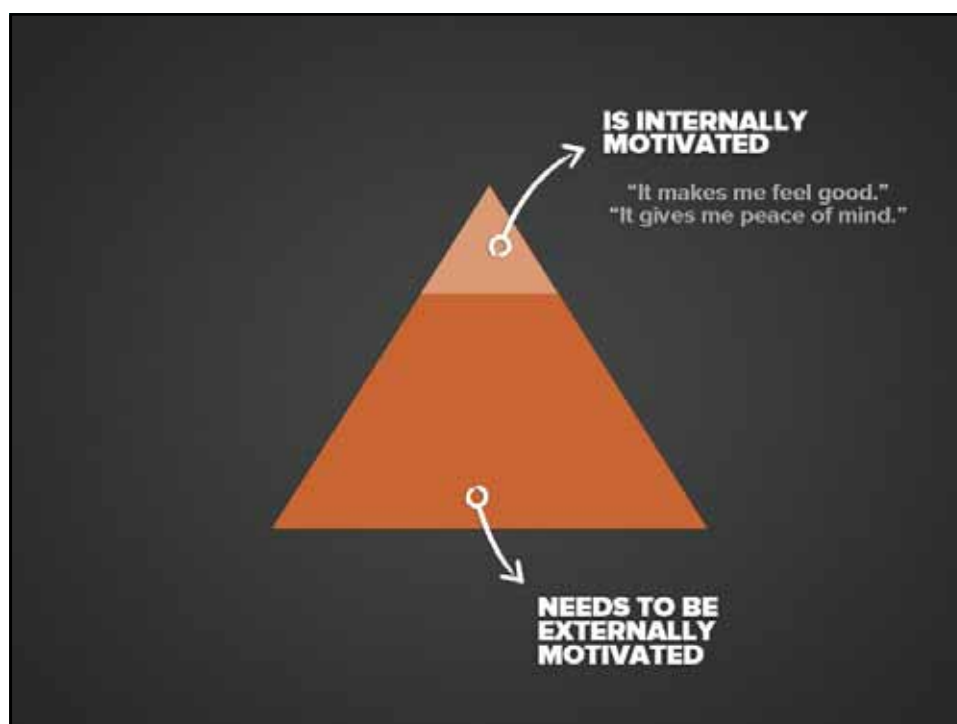 IS INTERNALLY
MOTIVATED
“It makes me feel good.”
“It gives me peace of mind.”
NEEDS TO BE
EXTERNALLY
MOTIVATED